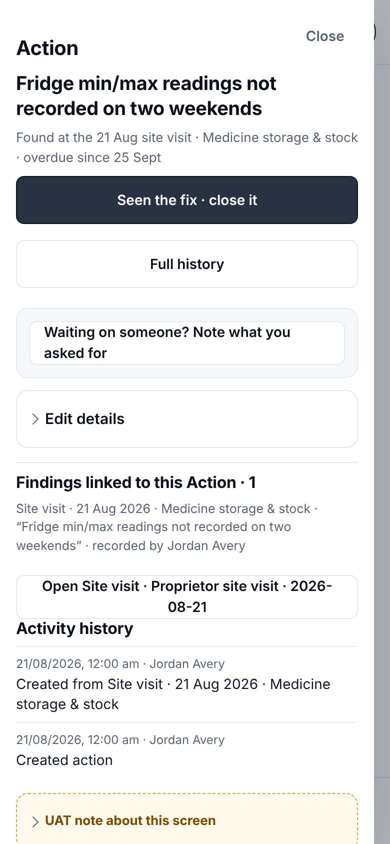 Close
Action
Fridge min/max readings not
recorded on two weekends
Found at the 21 Aug site visit · Medicine storage & stock
· overdue since 25 Sept
Seen the fix · close it
Full history
Waiting on someone? Note what you
asked for
Edit details
Findings linked to this Action · 1
Site visit · 21 Aug 2026 · Medicine storage & stock ·
“Fridge min/max readings not recorded on two
weekends” · recorded by Jordan Avery
Open Site visit · Proprietor site visit · 2026-
08-21
Activity history
21/08/2026, 12:00 am · Jordan Avery
Created from Site visit · 21 Aug 2026 · Medicine
storage & stock
21/08/2026, 12:00 am · Jordan Avery
Created action
UAT note about this screen